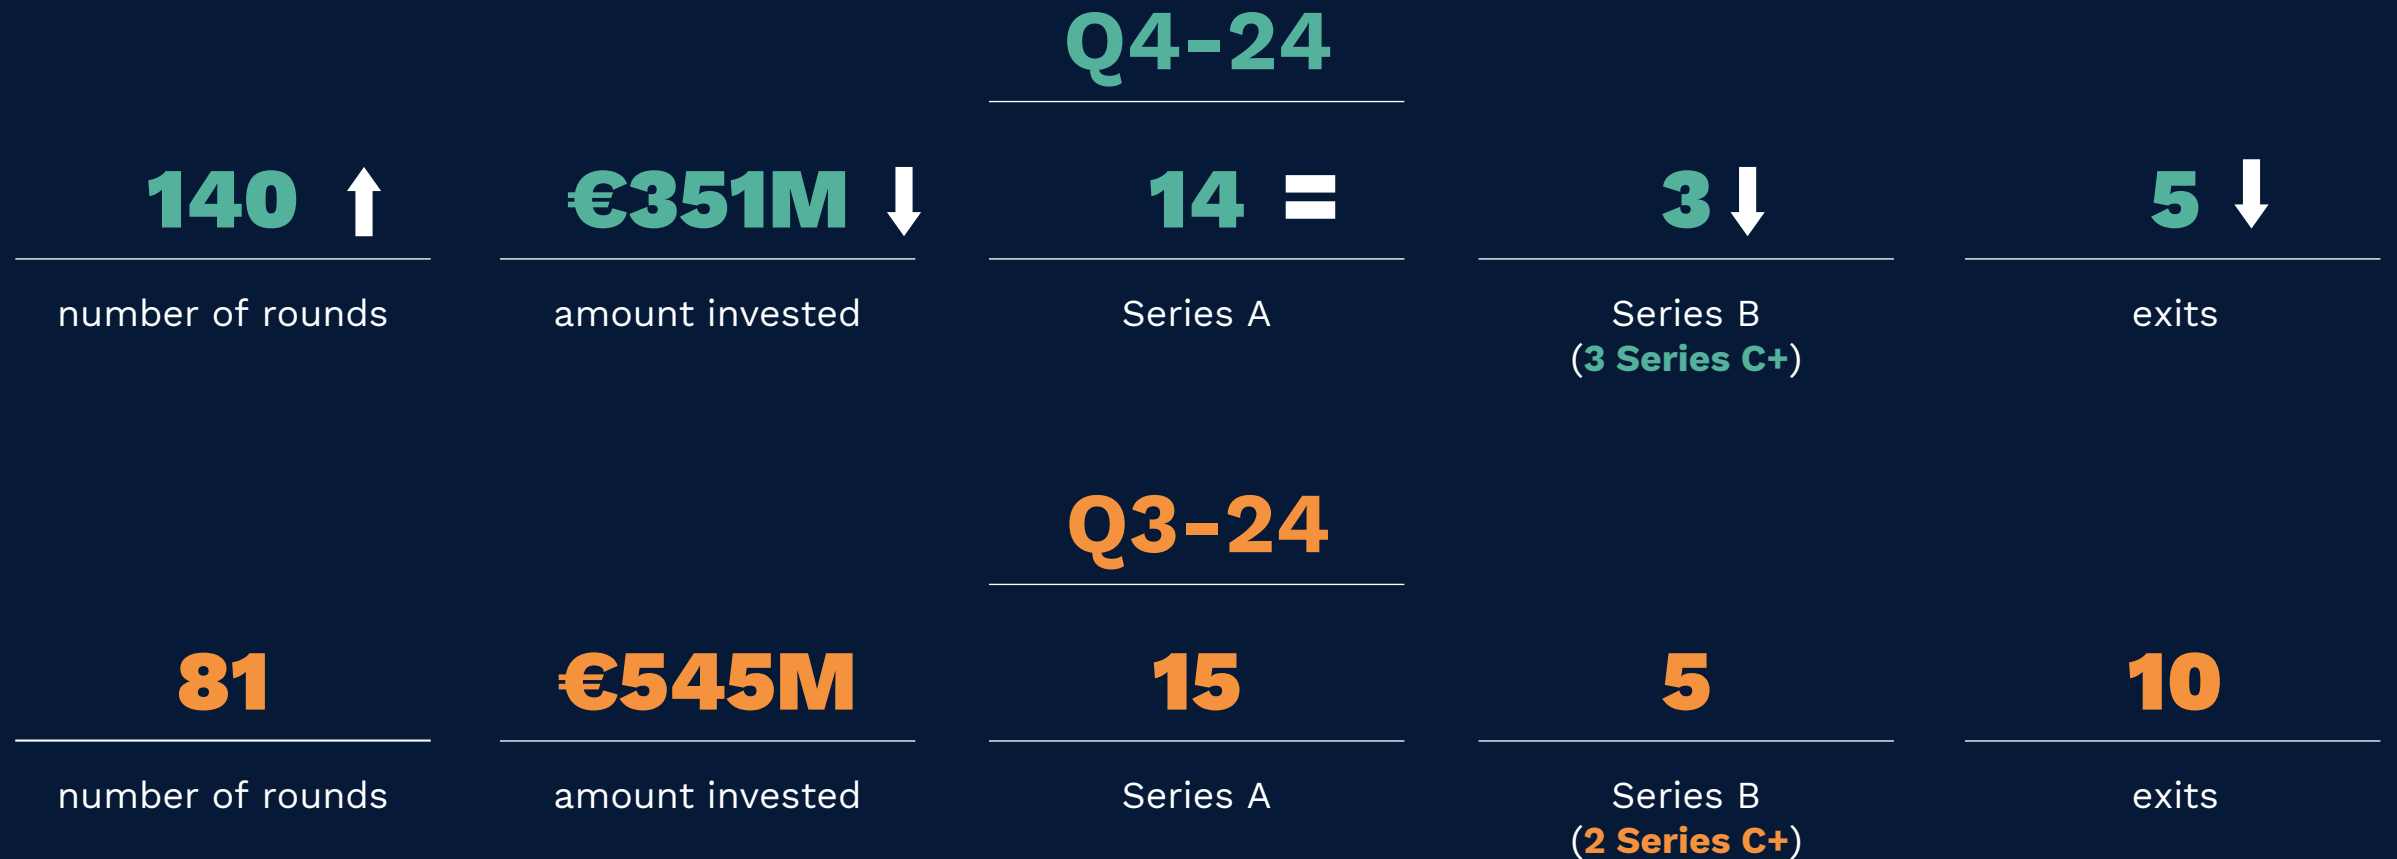 Q4-24
140 €351M 14 = 3 5
number of rounds amount invested Series A Series B exits
(3 Series C+)
Q3-24
81 €545M 15 5 10
number of rounds amount invested Series A Series B exits
(2 Series C+)